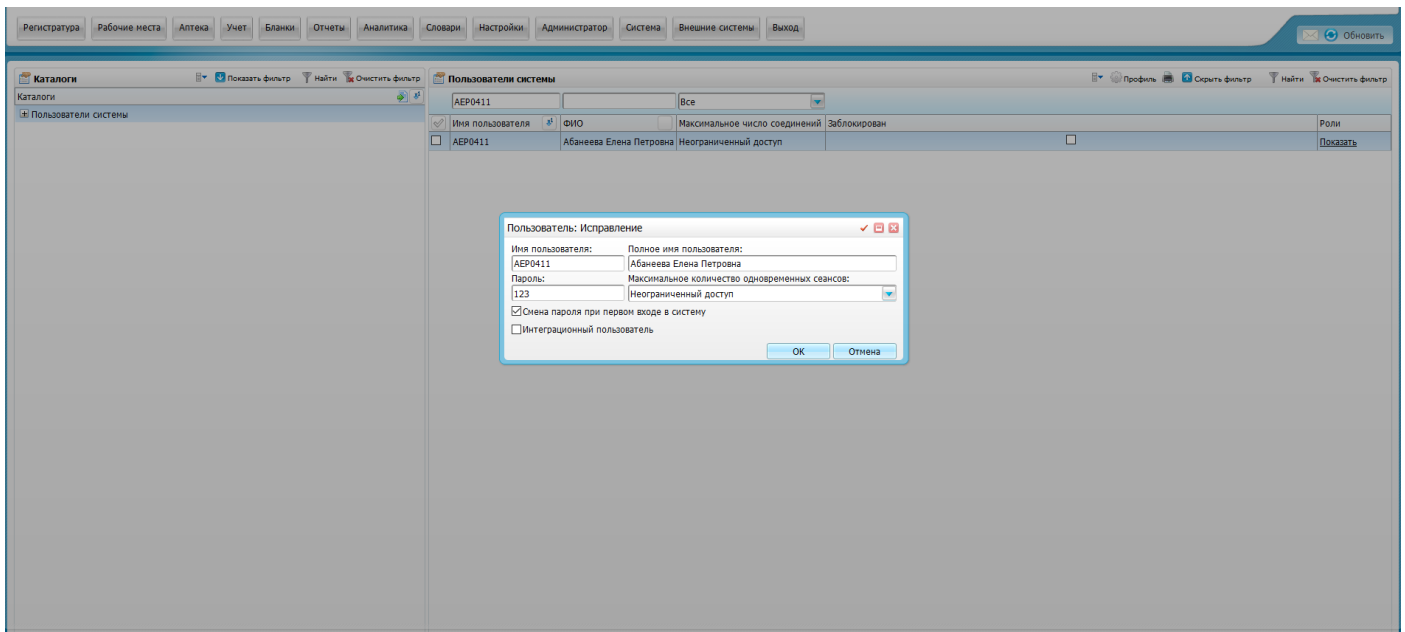 Регистратура Рабочие места Аптека Учет Бланки Отчеты Аналитика Словари Настройки Администратор Система Внешние системы Выход
Обновить
Каталоги Показать фильтр Найти Очистить фильтр
Каталоги
Пользователи системы
Пользователи системы Профиль Скрыть фильтр Найти Очистить фильтр
AEP0411 Все
Имя пользователя ФИО Максимальное число соединений Заблокирован Роли
AEP0411 Абанеева Елена Петровна Неограниченный доступ Показать
Пользователь: Исправление
Имя пользователя: Полное имя пользователя:
AEP0411 Абанеева Елена Петровна
Пароль: Максимальное количество одновременных сеансов:
123 Неограниченный доступ
Смена пароля при первом входе в систему
Интеграционный пользователь
ОК Отмена